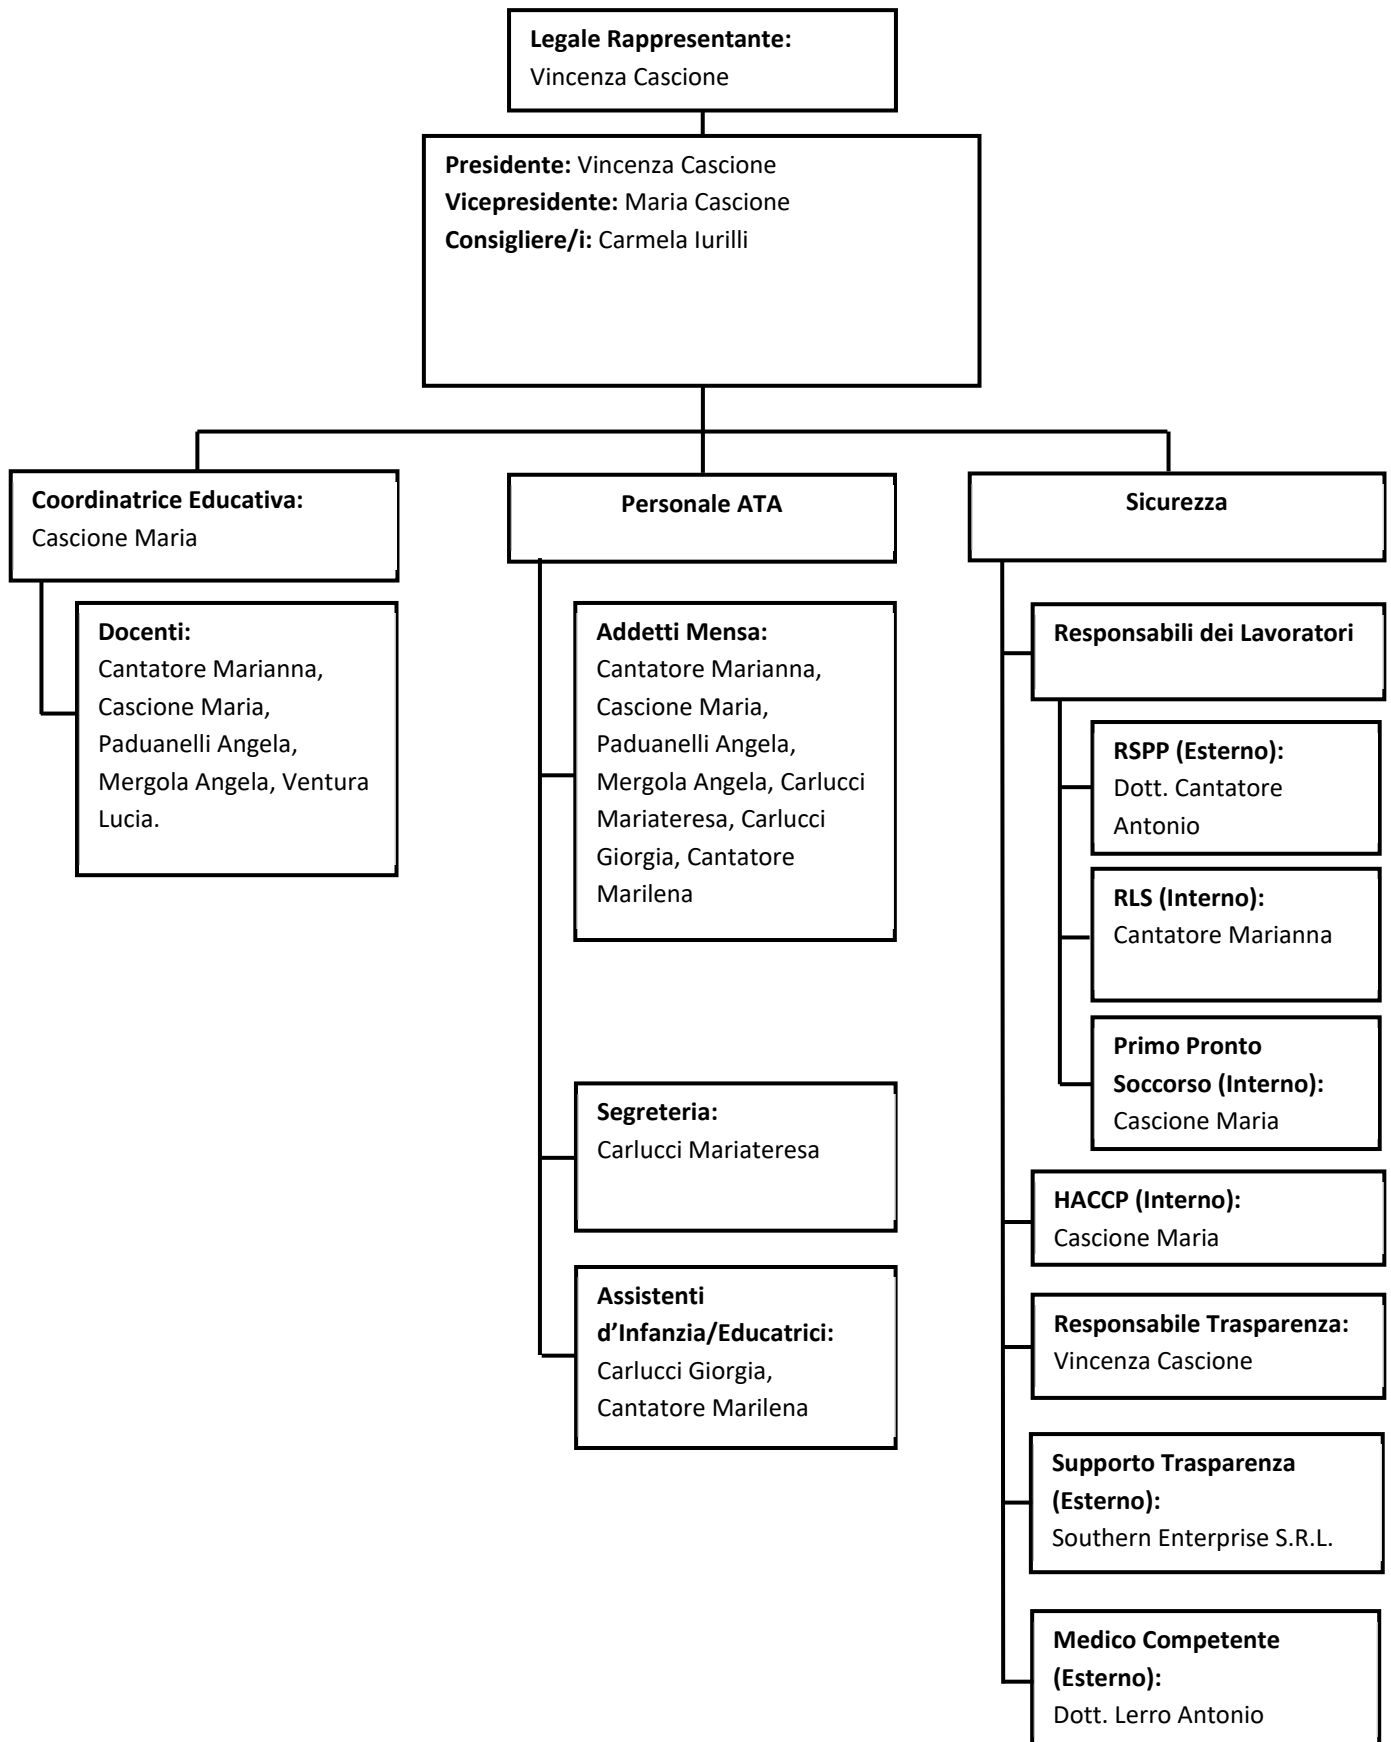 Legale Rappresentante:
Vincenza Cascione
Presidente: Vincenza Cascione
Vicepresidente: Maria Cascione
Consigliere/i: Carmela Iurilli
Coordinatrice Educativa:
Cascione Maria
Docenti:
Cantatore Marianna,
Cascione Maria,
Paduanelli Angela,
Mergola Angela, Ventura
Lucia.
Personale ATA
Addetti Mensa:
Cantatore Marianna,
Cascione Maria,
Paduanelli Angela,
Mergola Angela, Carlucci
Mariateresa, Carlucci
Giorgia, Cantatore
Marilena
Segreteria:
Carlucci Mariateresa
Assistenti
d’Infanzia/Educatrici:
Carlucci Giorgia,
Cantatore Marilena
Sicurezza
Responsabili dei Lavoratori
RSPP (Esterno):
Dott. Cantatore
Antonio
RLS (Interno):
Cantatore Marianna
Primo Pronto
Soccorso (Interno):
Cascione Maria
HACCP (Interno):
Cascione Maria
Responsabile Trasparenza:
Vincenza Cascione
Supporto Trasparenza
(Esterno):
Southern Enterprise S.R.L.
Medico Competente
(Esterno):
Dott. Lerro Antonio